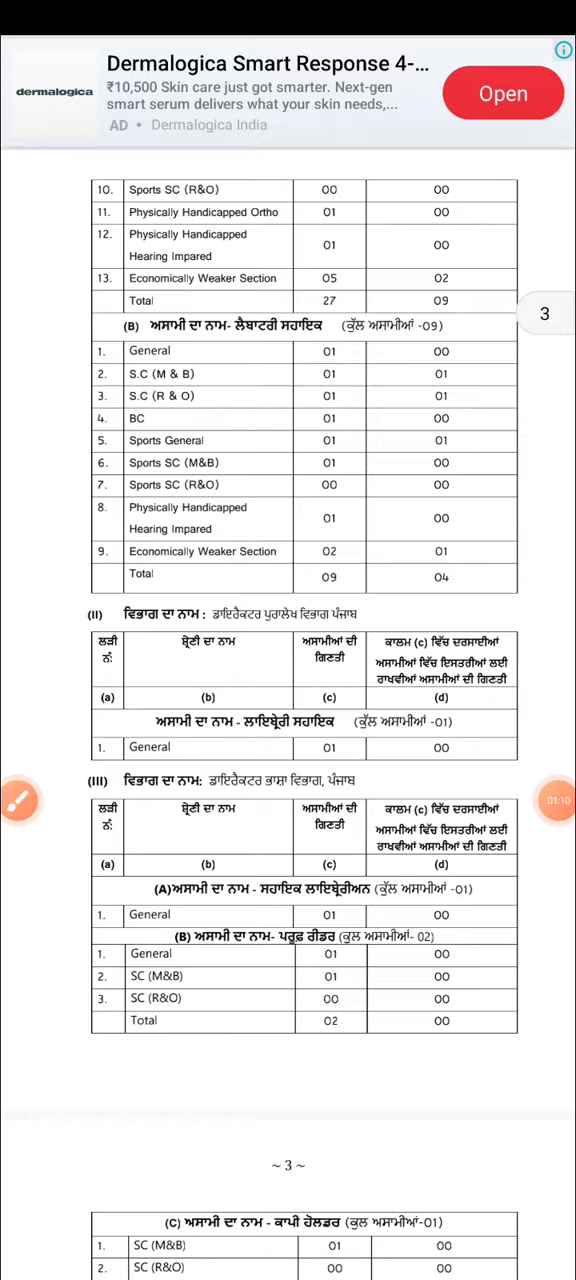 dermalogica
Dermalogica Smart Response 4-...
₹10,500 Skin care just got smarter. Next-gen
smart serum delivers what your skin needs,...
AD • Dermalogica India
Open
10. Sports SC (R&O) 00 00
11. Physically Handicapped Ortho 01 00
12. Physically Handicapped
Hearing Impared 01 00
13. Economically Weaker Section 05 02
Total 27 09
3
(B) ਅਸਾਮੀ ਦਾ ਨਾਮ- ਲੈਬਾਟਰੀ ਸਹਾਇਕ (ਕੁੱਲ ਅਸਾਮੀਆਂ -09)
1. General 01 00
2. S.C (M & B) 01 01
3. S.C (R & O) 01 01
4. BC 01 00
5. Sports General 01 01
6. Sports SC (M&B) 01 00
7. Sports SC (R&O) 00 00
8. Physically Handicapped
Hearing Impared 01 00
9. Economically Weaker Section 02 01
Total 09 04
(II) ਵਿਭਾਗ ਦਾ ਨਾਮ : ਡਾਇਰੈਕਟਰ ਪੁਰਾਲੇਖ ਵਿਭਾਗ ਪੰਜਾਬ
ਲੜੀ ਨੰ: ਸ਼੍ਰੇਣੀ ਦਾ ਨਾਮ ਅਸਾਮੀਆਂ ਦੀ ਗਿਣਤੀ ਕਾਲਮ (c) ਵਿੱਚ ਦਰਸਾਈਆਂ
ਅਸਾਮੀਆਂ ਵਿੱਚ ਇਸਤਰੀਆਂ ਲਈ
ਰਾਖਵੀਆਂ ਅਸਾਮੀਆਂ ਦੀ ਗਿਣਤੀ
(a) (b) (c) (d)
ਅਸਾਮੀ ਦਾ ਨਾਮ - ਲਾਇਬ੍ਰੇਰੀ ਸਹਾਇਕ (ਕੁੱਲ ਅਸਾਮੀਆਂ -01)
1. General 01 00
(III) ਵਿਭਾਗ ਦਾ ਨਾਮ: ਡਾਇਰੈਕਟਰ ਭਾਸ਼ਾ ਵਿਭਾਗ, ਪੰਜਾਬ
01:10
ਲੜੀ ਨੰ: ਸ਼੍ਰੇਣੀ ਦਾ ਨਾਮ ਅਸਾਮੀਆਂ ਦੀ ਗਿਣਤੀ ਕਾਲਮ (c) ਵਿੱਚ ਦਰਸਾਈਆਂ
ਅਸਾਮੀਆਂ ਵਿੱਚ ਇਸਤਰੀਆਂ ਲਈ
ਰਾਖਵੀਆਂ ਅਸਾਮੀਆਂ ਦੀ ਗਿਣਤੀ
(a) (b) (c) (d)
(A)ਅਸਾਮੀ ਦਾ ਨਾਮ - ਸਹਾਇਕ ਲਾਇਬ੍ਰੇਰੀਅਨ (ਕੁੱਲ ਅਸਾਮੀਆਂ -01)
1. General 01 00
(B) ਅਸਾਮੀ ਦਾ ਨਾਮ- ਪਰੂਫ਼ ਰੀਡਰ (ਕੁਲ ਅਸਾਮੀਆਂ- 02)
1. General 01 00
2. SC (M&B) 01 00
3. SC (R&O) 00 00
Total 02 00
~ 3 ~
(C) ਅਸਾਮੀ ਦਾ ਨਾਮ - ਕਾਪੀ ਹੋਲਡਰ (ਕੁਲ ਅਸਾਮੀਆਂ-01)
1. SC (M&B) 01 00
2. SC (R&O) 00 00